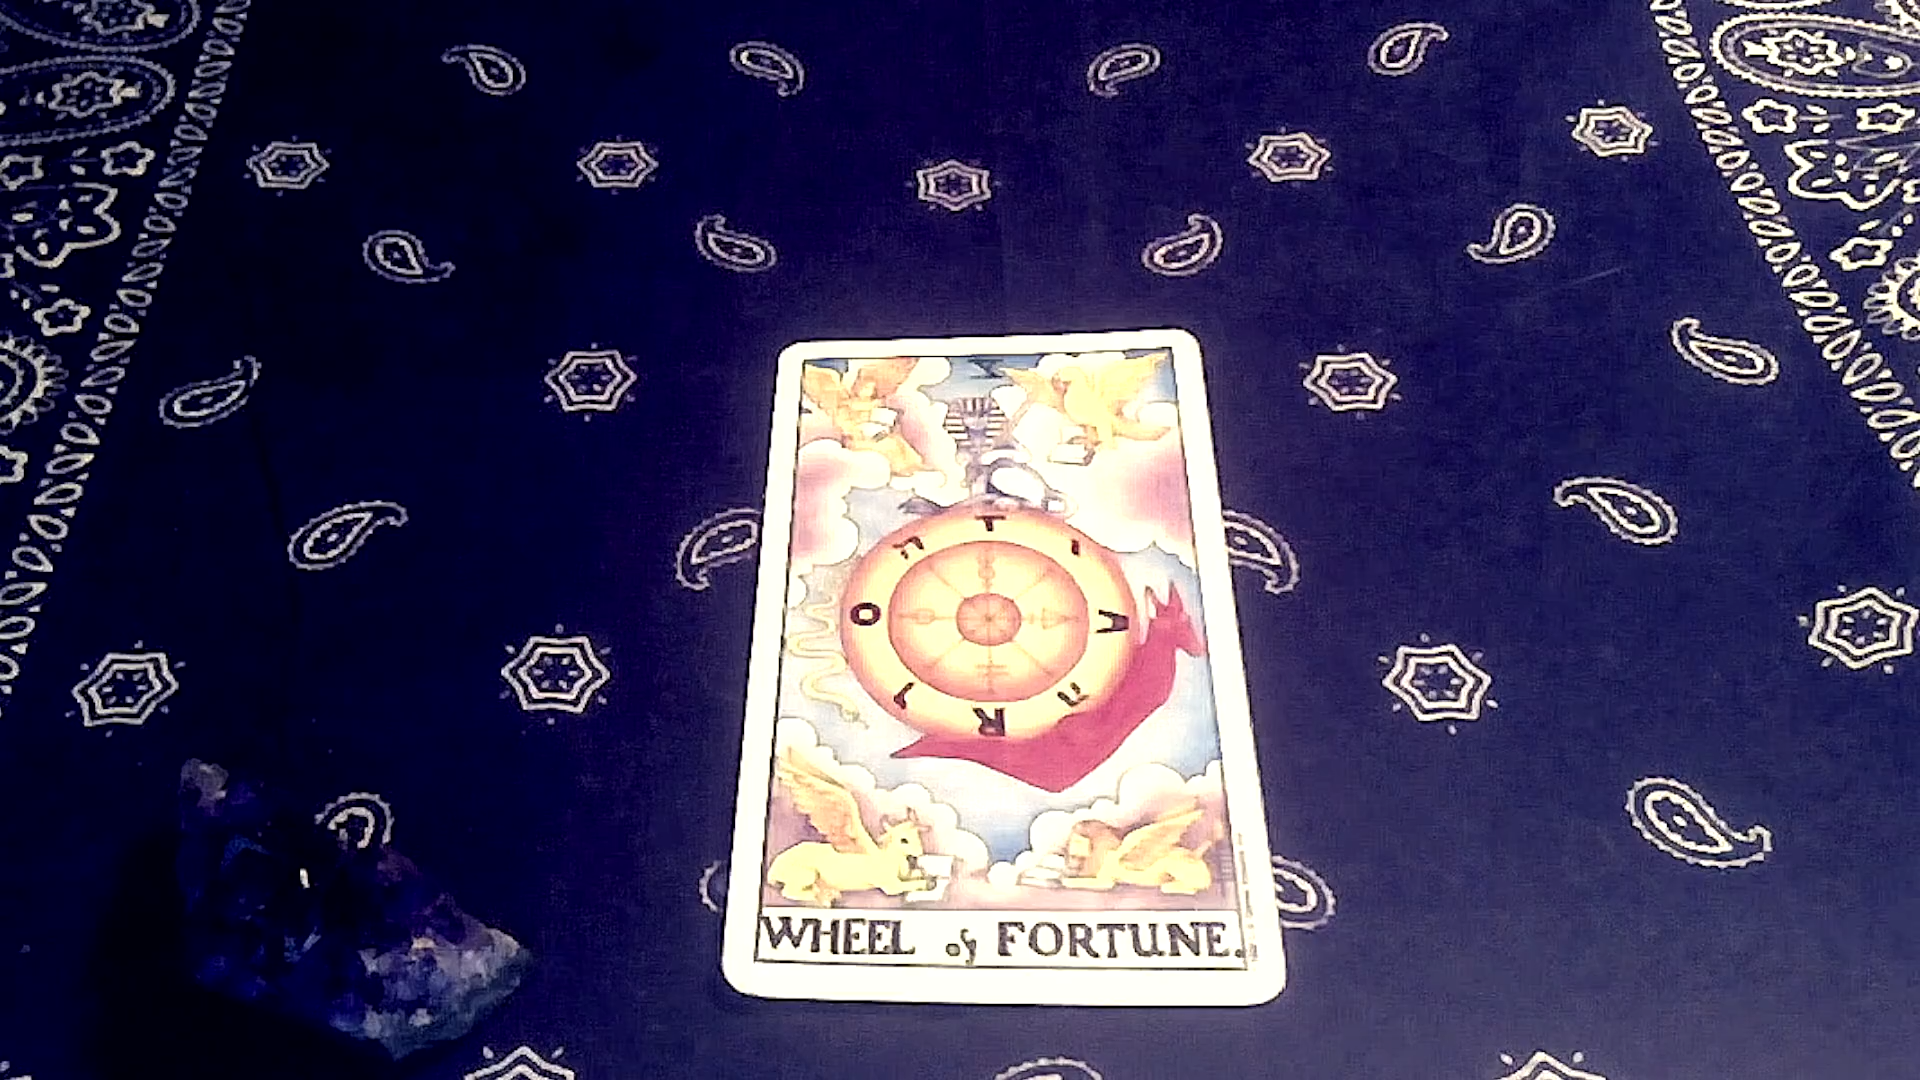 X
T
ה י
O A
ו ה
R
WHEEL of FORTUNE.